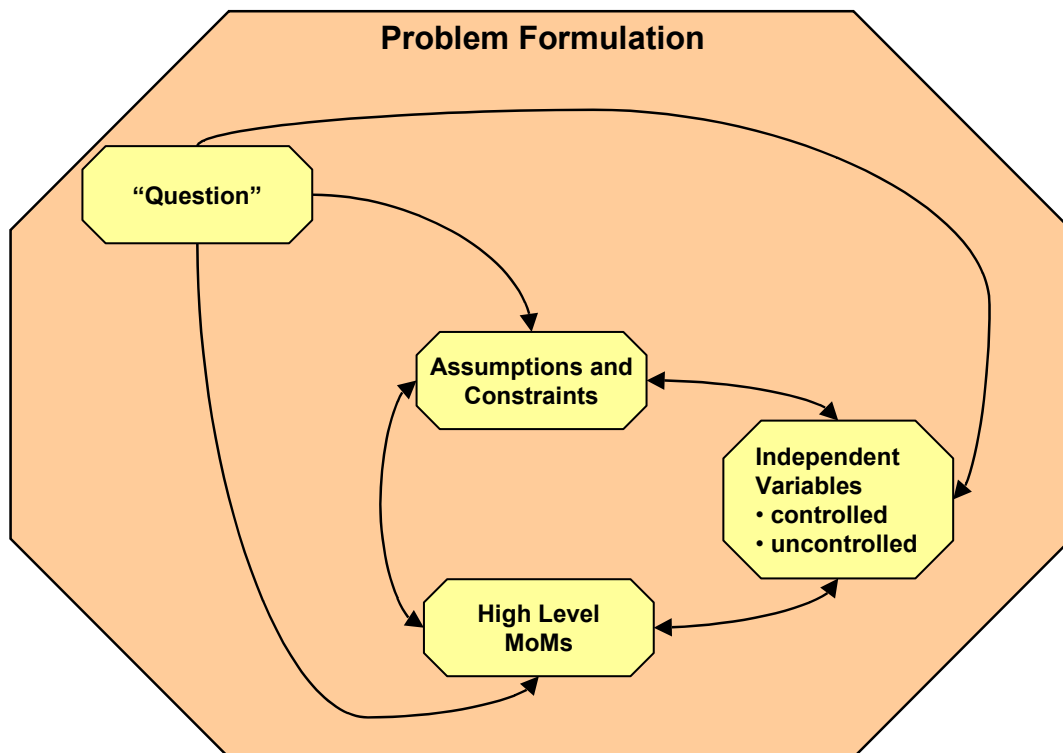 Problem Formulation
“Question”
Assumptions and
Constraints
Independent
Variables
• controlled
• uncontrolled
High Level
MoMs